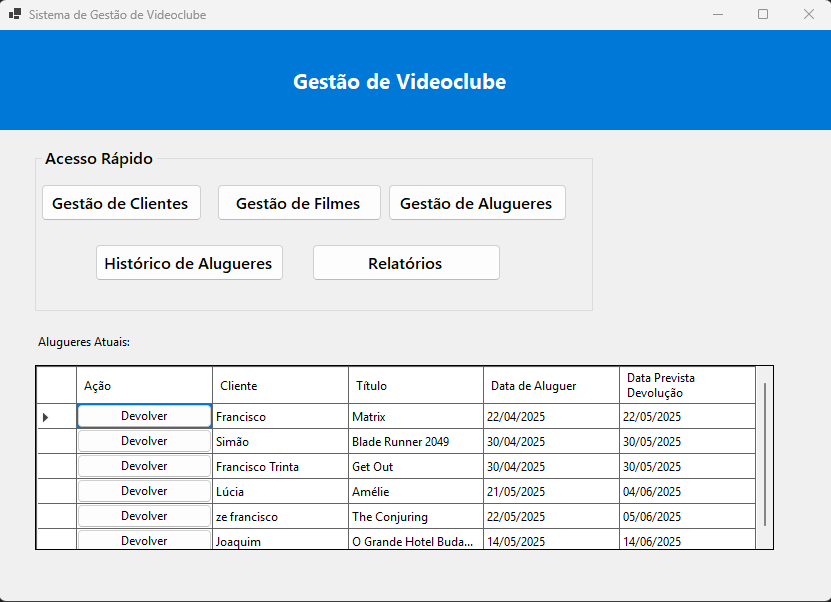 Sistema de Gestão de Videoclube
Gestão de Videoclube
Acesso Rápido
Gestão de Clientes Gestão de Filmes Gestão de Alugueres
Histórico de Alugueres Relatórios
Alugueres Atuais:
Ação Cliente Título Data de Aluguer Data Prevista Devolução
Devolver Francisco Matrix 22/04/2025 22/05/2025
Devolver Simão Blade Runner 2049 30/04/2025 30/05/2025
Devolver Francisco Trinta Get Out 30/04/2025 30/05/2025
Devolver Lúcia Amélie 21/05/2025 04/06/2025
Devolver ze francisco The Conjuring 22/05/2025 05/06/2025
Devolver Joaquim O Grande Hotel Buda... 14/05/2025 14/06/2025